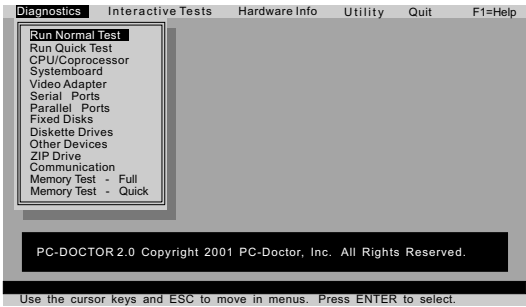 Diagnostics Interactive Tests Hardware Info Utility Quit F1=Help
Run Normal Test
Run Quick Test
CPU/Coprocessor
Systemboard
Video Adapter
Serial Ports
Parallel Ports
Fixed Disks
Diskette Drives
Other Devices
ZIP Drive
Communication
Memory Test - Full
Memory Test - Quick
PC-DOCTOR 2.0 Copyright 2001 PC-Doctor, Inc. All Rights Reserved.
Use the cursor keys and ESC to move in menus. Press ENTER to select.